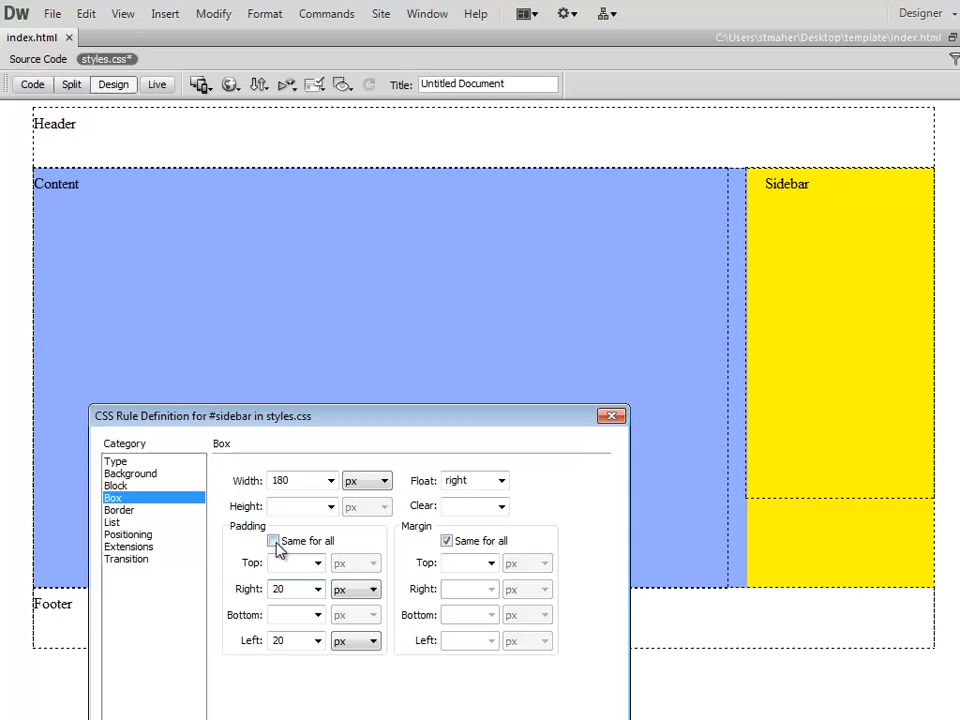 Dw File Edit View Insert Modify Format Commands Site Window Help Designer
index.html C:\Users\stmaher\Desktop\template\index.html
Source Code styles.css*
Code Split Design Live Title: Untitled Document
Header
Content
Sidebar
CSS Rule Definition for #sidebar in styles.css
Category
Type
Background
Block
Box
Border
List
Positioning
Extensions
Transition
Box
Width: 180 px Float: right
Height: px Clear:
Padding Margin
Same for all Same for all
Top: px Top: px
Right: 20 px Right: px
Bottom: px Bottom: px
Left: 20 px Left: px
Footer